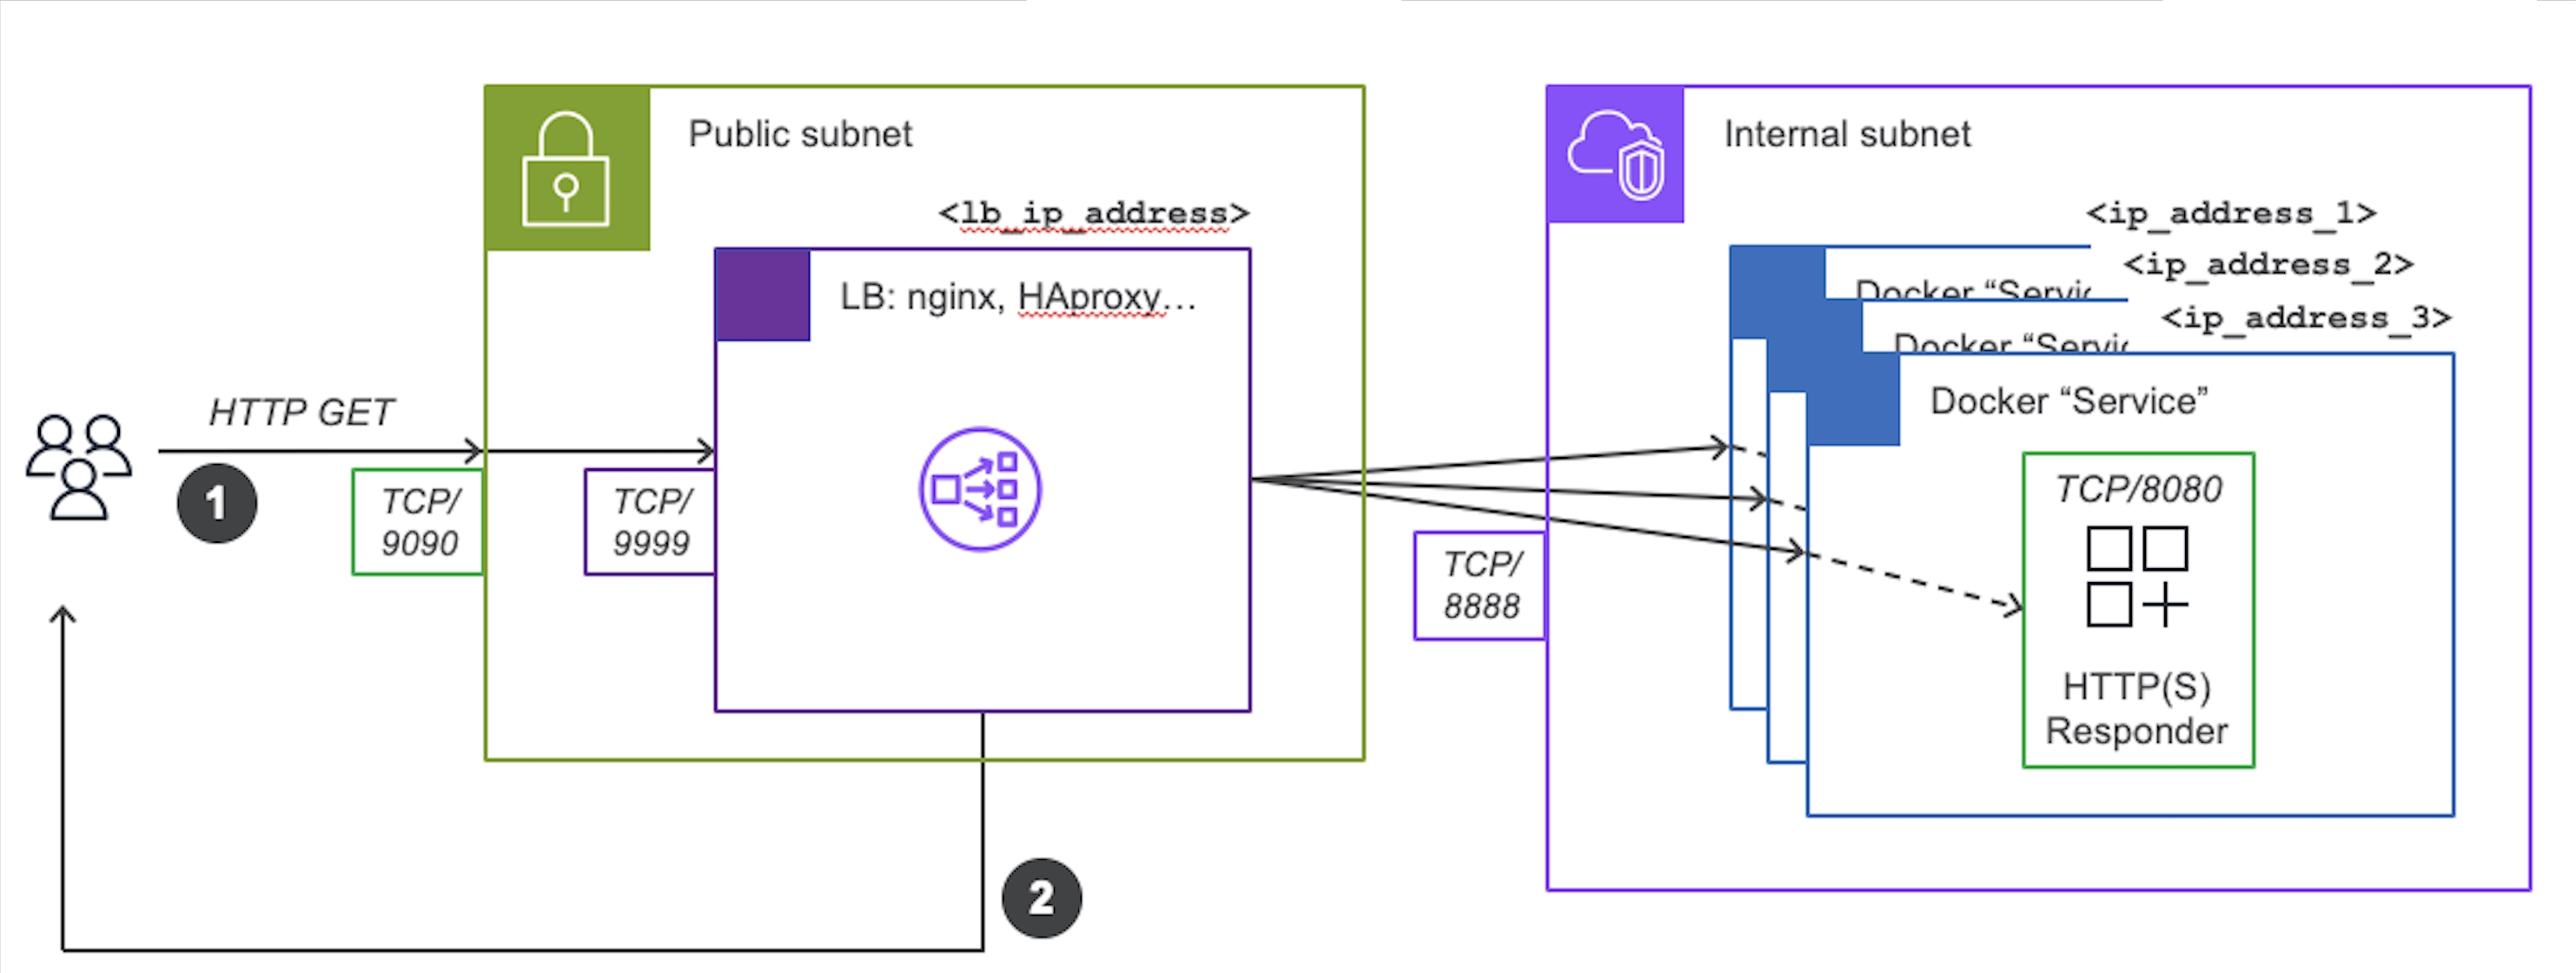 Public subnet
<lb_ip_address>
LB: nginx, HAproxy...
HTTP GET
1
TCP/
9090
TCP/
9999
2
Internal subnet
<ip_address_1>
<ip_address_2>
<ip_address_3>
Docker “Servic
Docker “Servic
Docker “Service”
TCP/
8888
TCP/8080
HTTP(S)
Responder